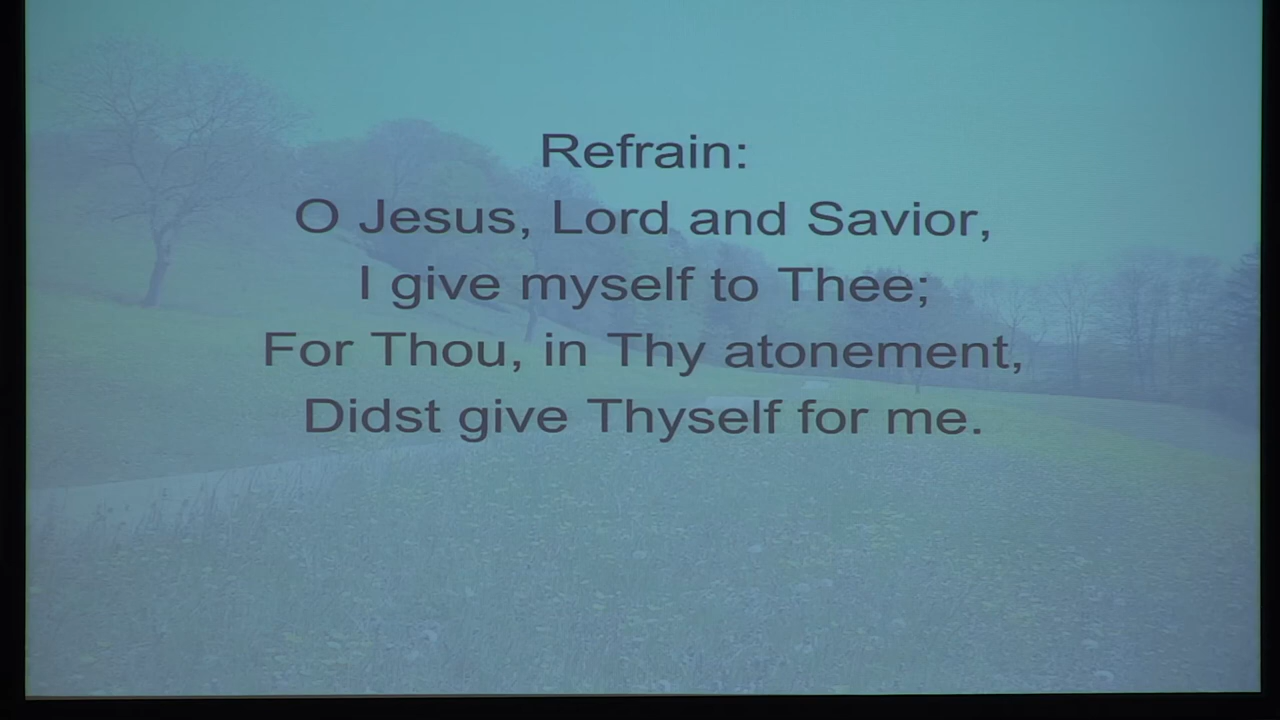 Refrain:
O Jesus, Lord and Savior,
I give myself to Thee;
For Thou, in Thy atonement,
Didst give Thyself for me.